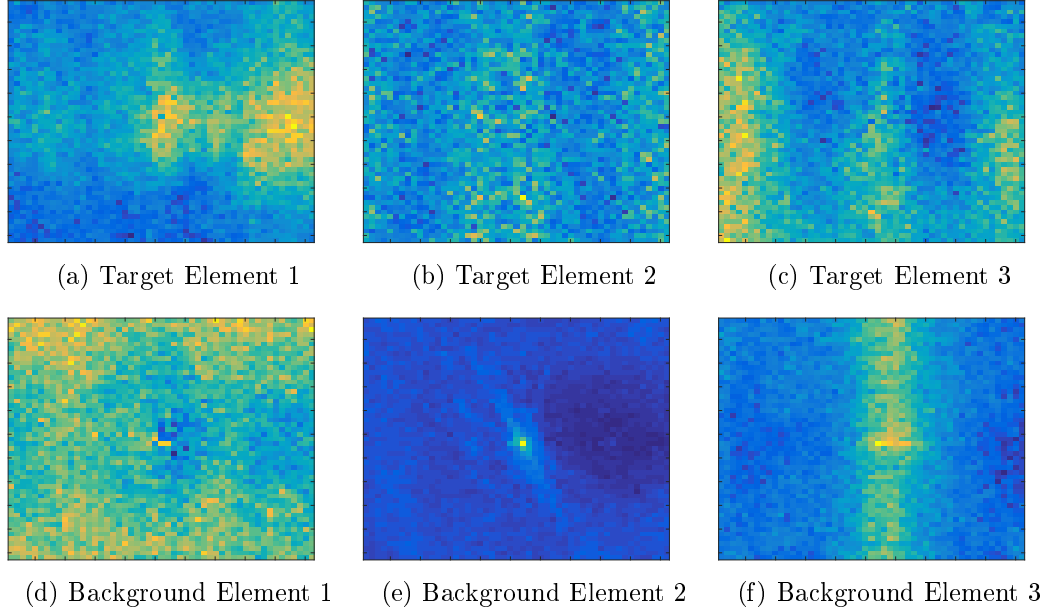 (a) Target Element 1
(b) Target Element 2
(c) Target Element 3
(d) Background Element 1
(e) Background Element 2
(f) Background Element 3